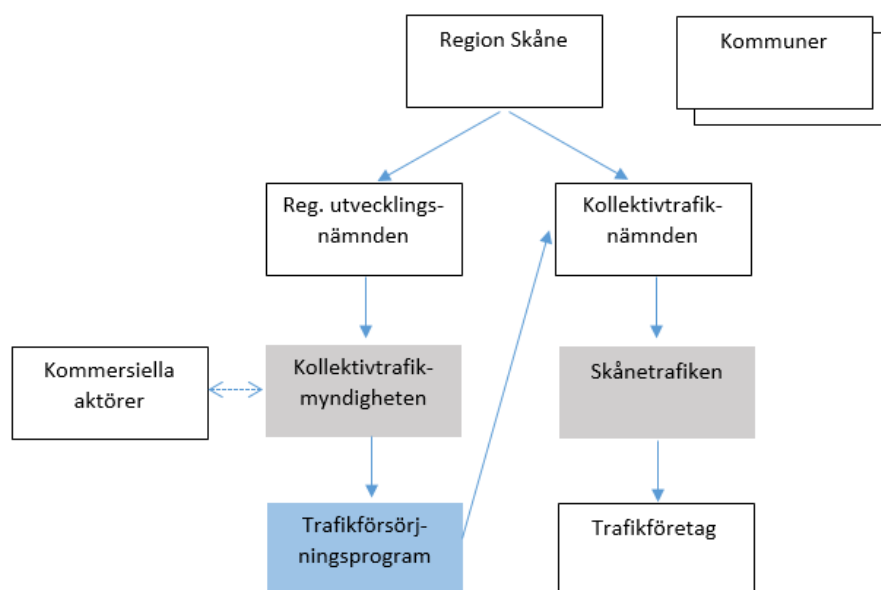 Region Skåne
Kommuner
Reg. utvecklings-
nämnden
Kollektivtrafik-
nämnden
Kommersiella
aktörer
Kollektivtrafik-
myndigheten
Skånetrafiken
Trafikförsörj-
ningsprogram
Trafikföretag